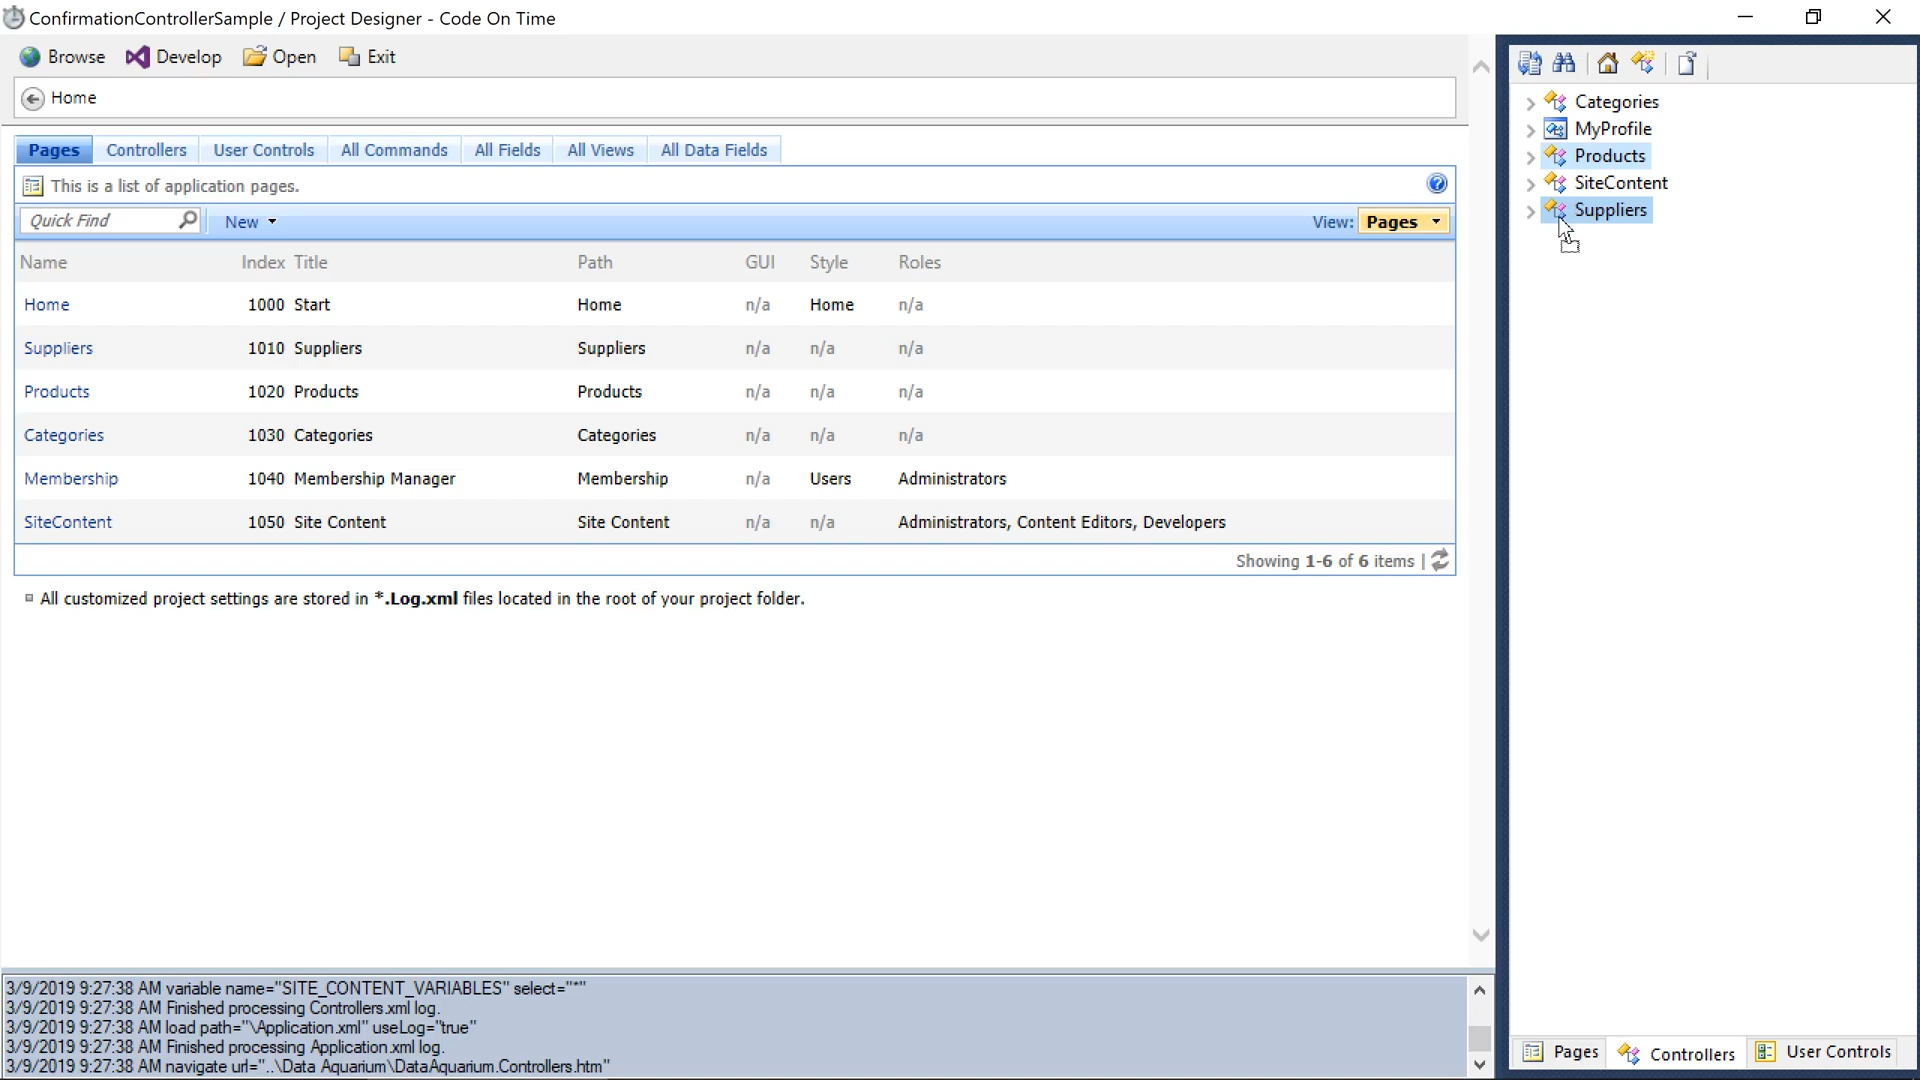 ConfirmationControllerSample / Project Designer - Code On Time
Browse Develop Open Exit
Home
Pages Controllers User Controls All Commands All Fields All Views All Data Fields
This is a list of application pages.
Quick Find New View: Pages
Name Index Title Path GUI Style Roles
Home 1000 Start Home n/a Home n/a
Suppliers 1010 Suppliers Suppliers n/a n/a n/a
Products 1020 Products Products n/a n/a n/a
Categories 1030 Categories Categories n/a n/a n/a
Membership 1040 Membership Manager Membership n/a Users Administrators
SiteContent 1050 Site Content Site Content n/a n/a Administrators, Content Editors, Developers
Showing 1-6 of 6 items |
All customized project settings are stored in *.Log.xml files located in the root of your project folder.
3/9/2019 9:27:38 AM variable name="SITE_CONTENT_VARIABLES" select="*"
3/9/2019 9:27:38 AM Finished processing Controllers.xml log.
3/9/2019 9:27:38 AM load path="\Application.xml" useLog="true"
3/9/2019 9:27:38 AM Finished processing Application.xml log.
3/9/2019 9:27:38 AM navigate url="..\Data Aquarium\DataAquarium.Controllers.htm"
Categories
MyProfile
Products
SiteContent
Suppliers
Pages Controllers User Controls